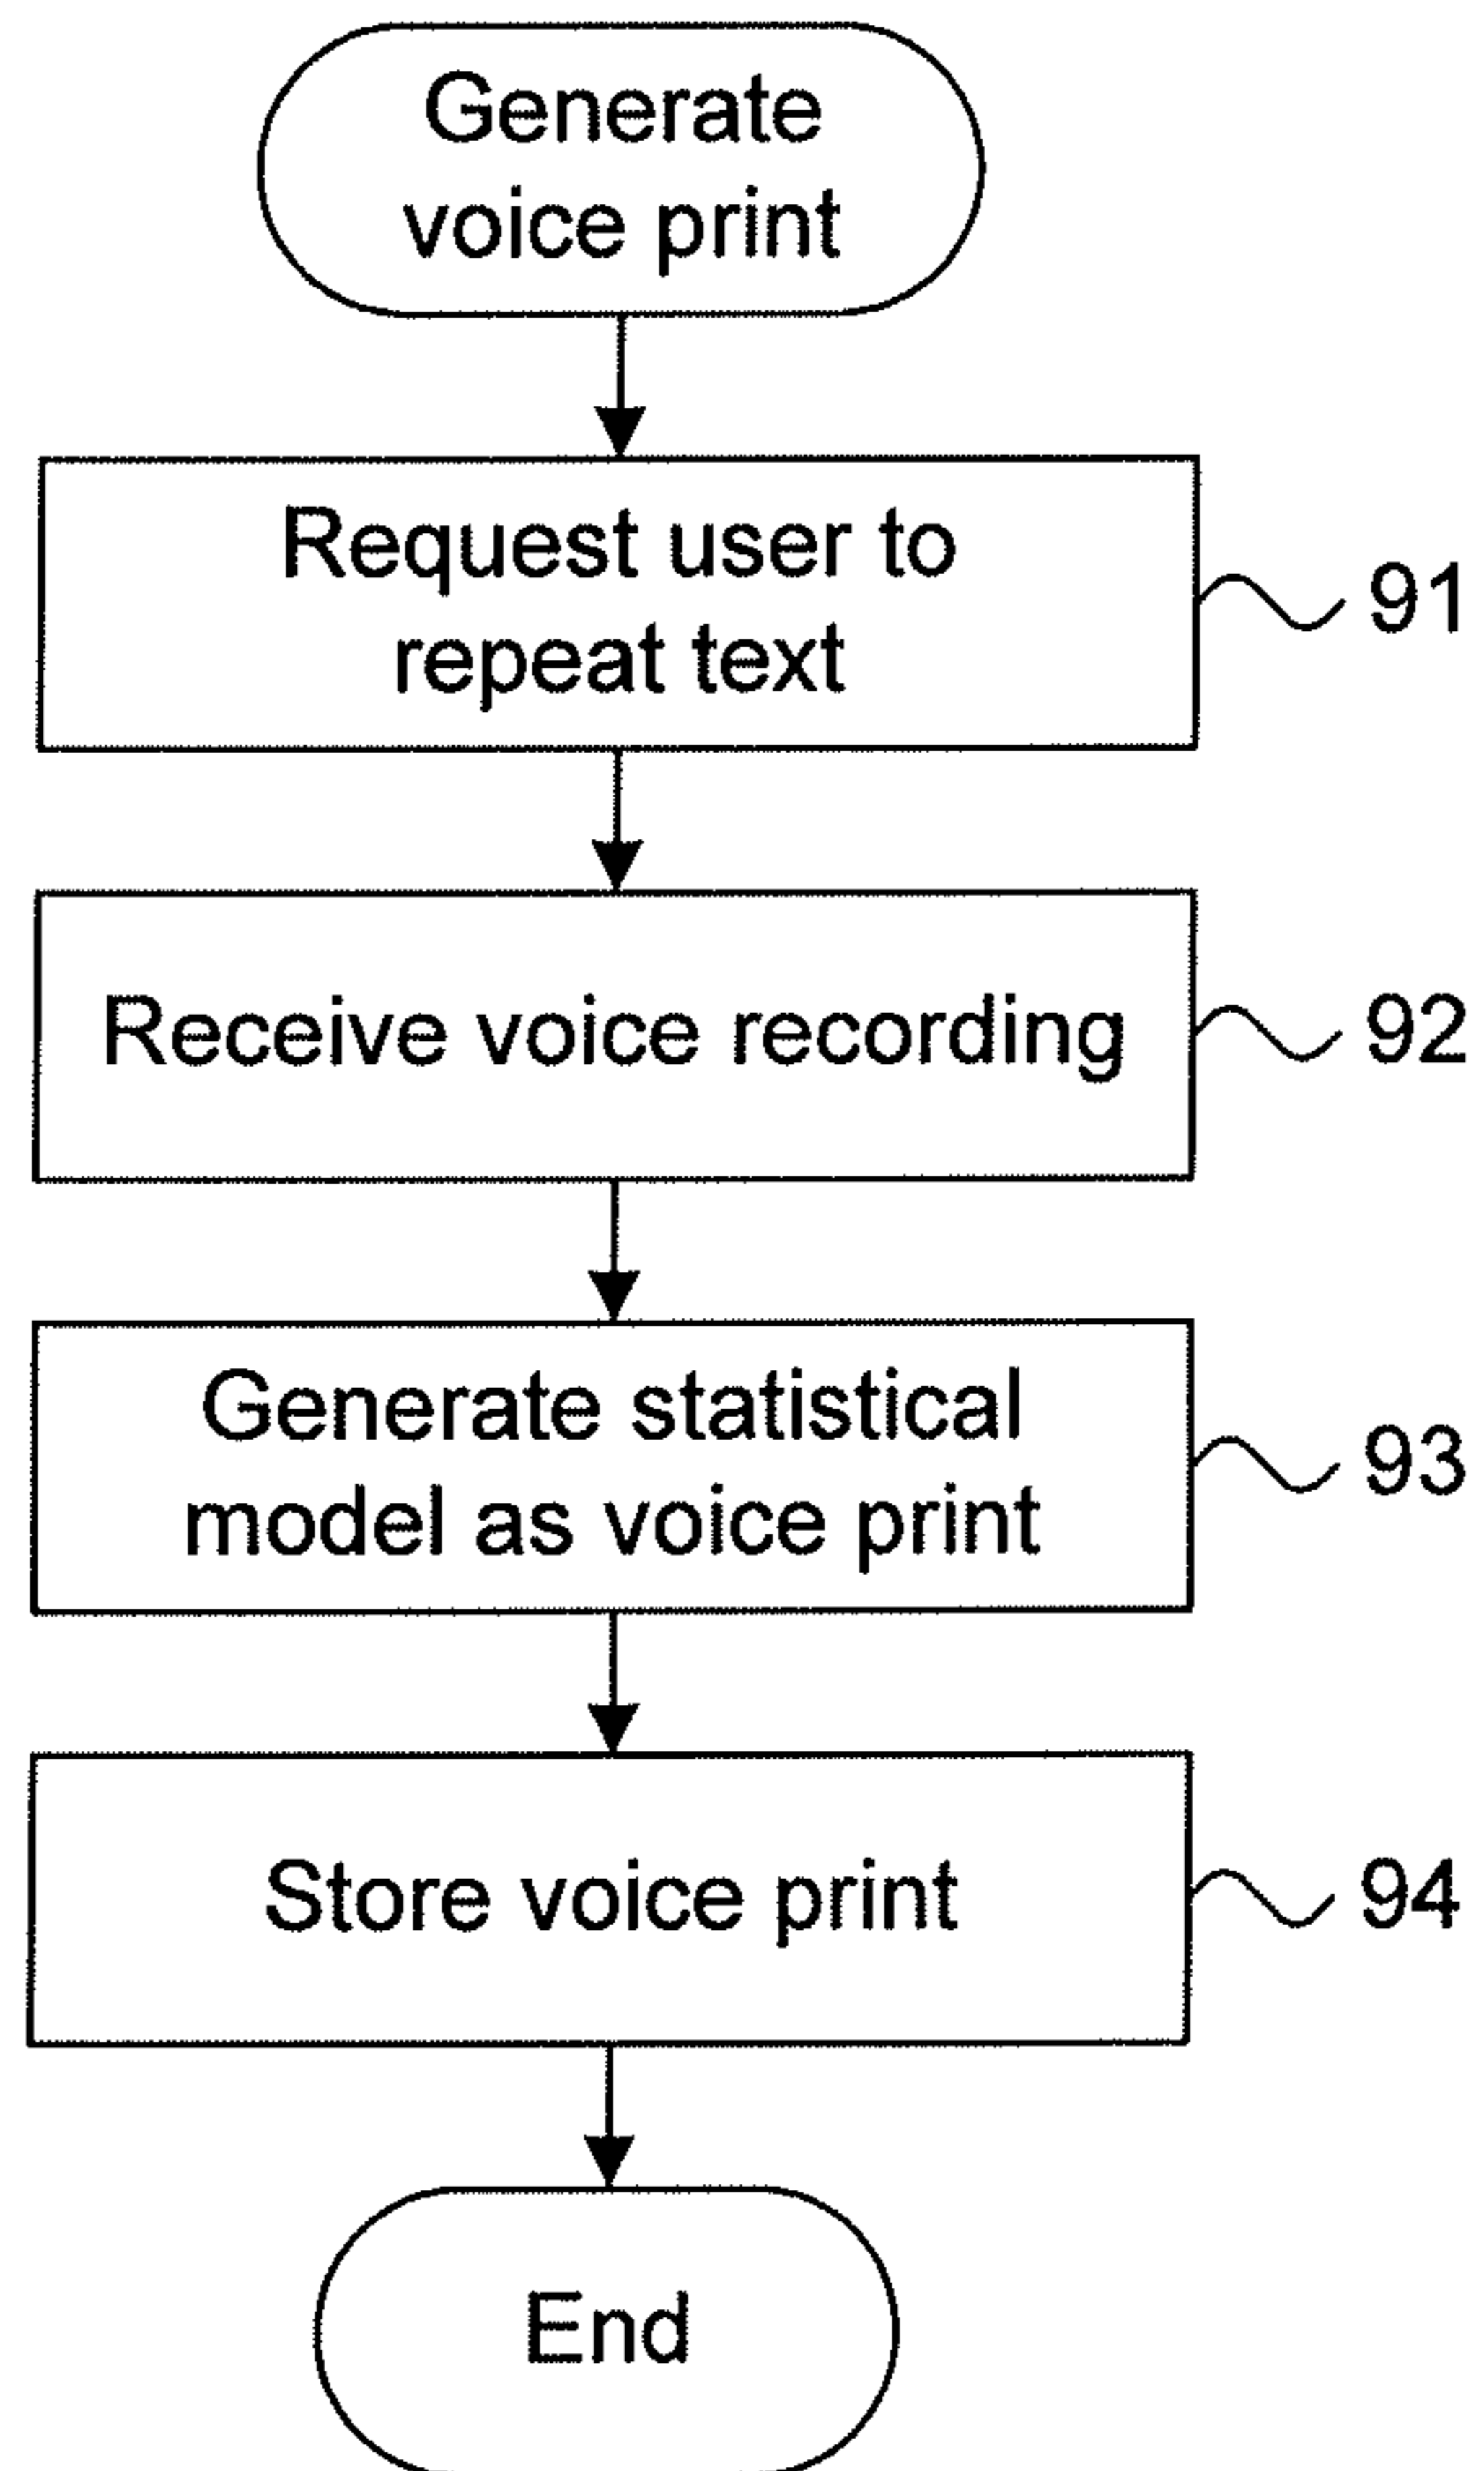 Generate
voice print
Request user to
repeat text
91
Receive voice recording
92
Generate statistical
model as voice print
93
Store voice print
94
End